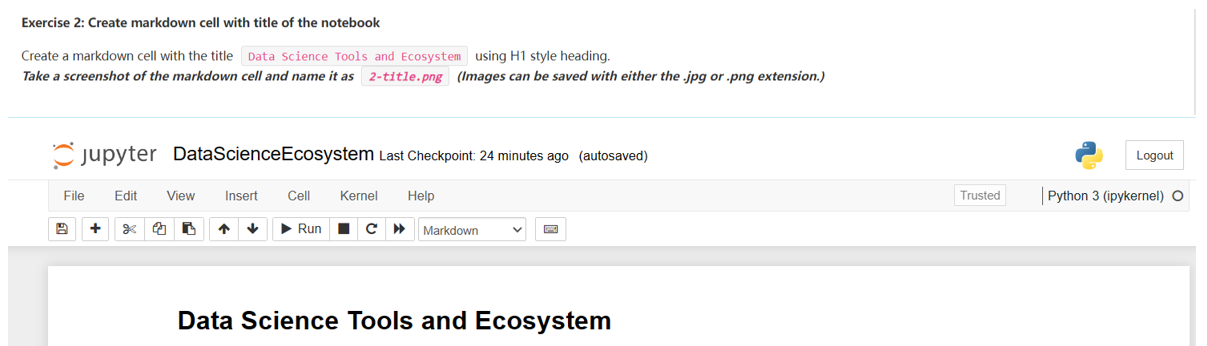 Exercise 2: Create markdown cell with title of the notebook
Create a markdown cell with the title Data Science Tools and Ecosystem using H1 style heading.
Take a screenshot of the markdown cell and name it as 2-title.png (Images can be saved with either the .jpg or .png extension.)
jupyter DataScienceEcosystem Last Checkpoint: 24 minutes ago (autosaved) Logout
File Edit View Insert Cell Kernel Help Trusted Python 3 (ipykernel)
Run Markdown
Data Science Tools and Ecosystem